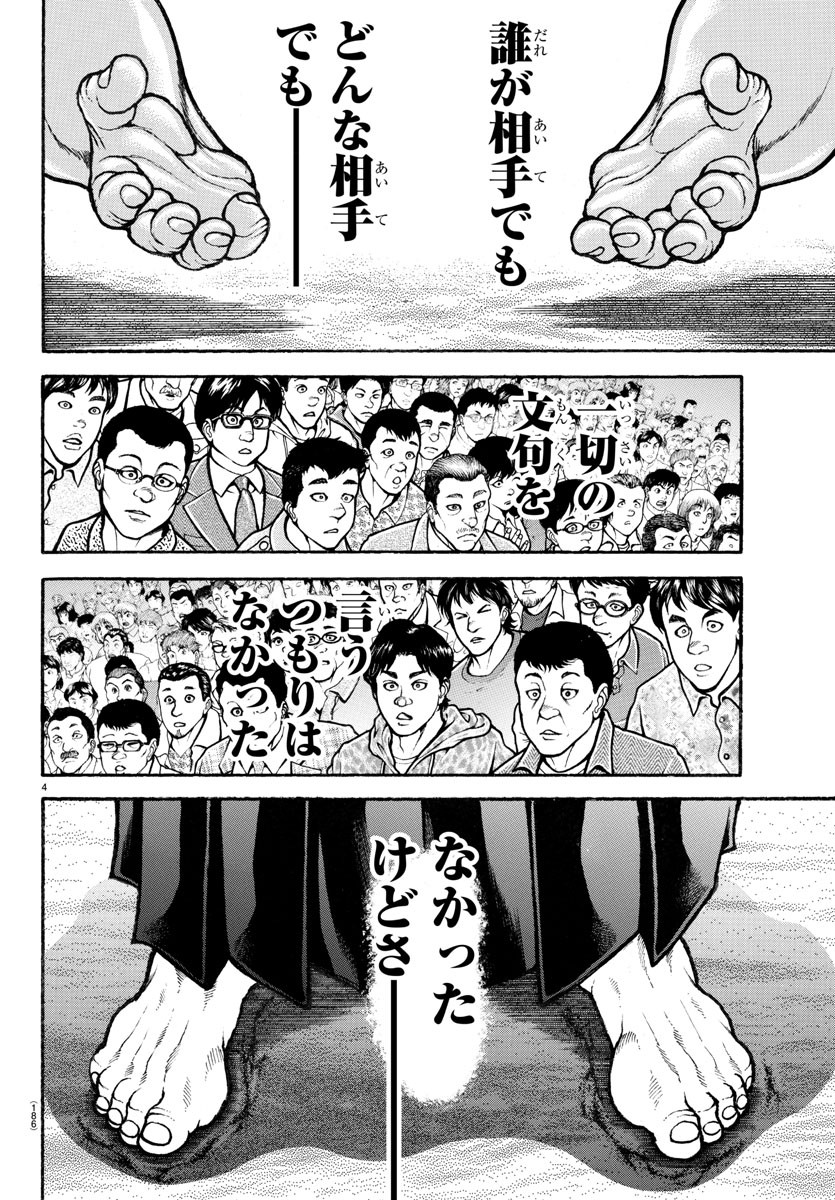 誰が相手でも
どんな相手
でも――
一切の
文句を
言う
つもりは
なかった
4
なかった
けどさ――
(186)